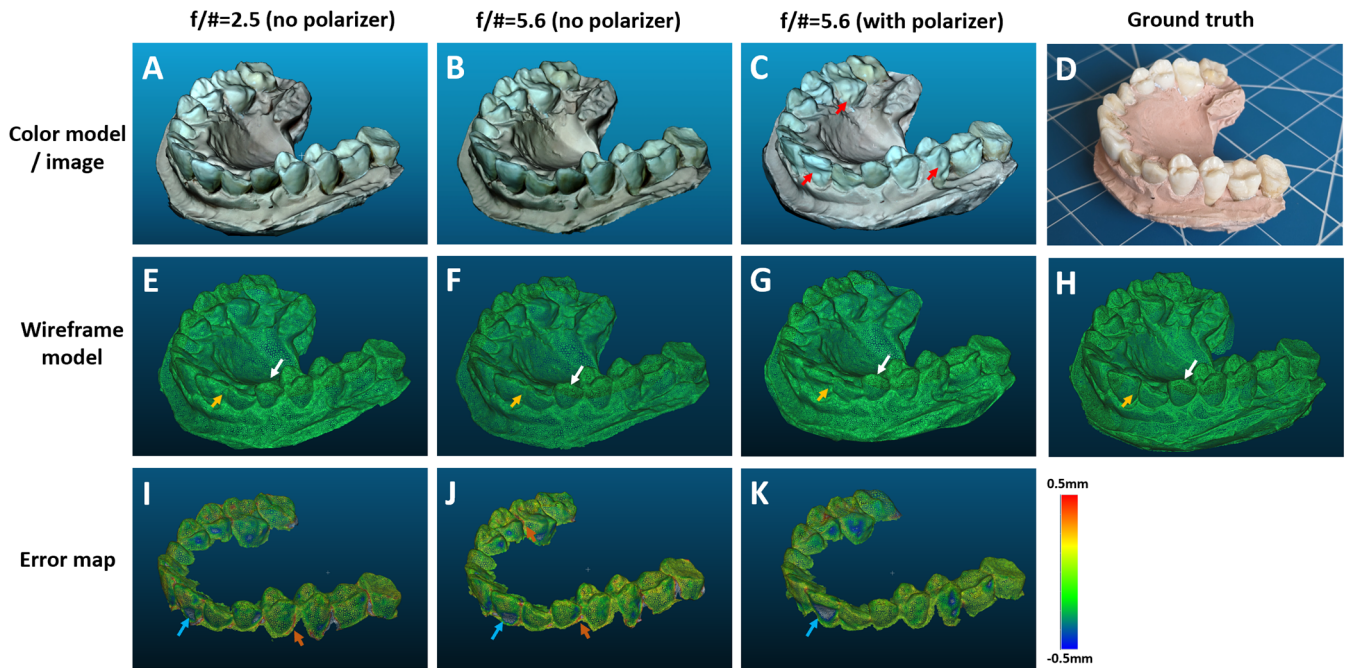 f/#=2.5 (no polarizer)
f/#=5.6 (no polarizer)
f/#=5.6 (with polarizer)
Ground truth
Color model
/ image
A
B
C
D
Wireframe
model
E
F
G
H
Error map
I
J
K
0.5mm
-0.5mm